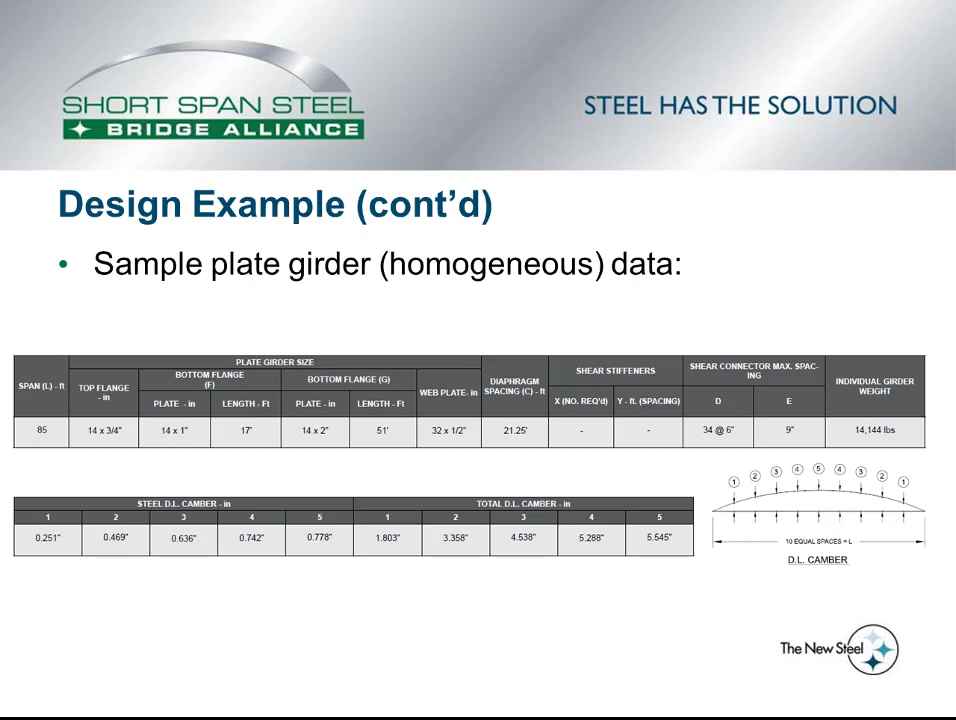 SHORT SPAN STEEL
BRIDGE ALLIANCE
STEEL HAS THE SOLUTION
Design Example (cont’d)
• Sample plate girder (homogeneous) data:
SPAN (L) - ft
PLATE GIRDER SIZE
TOP FLANGE
- in
BOTTOM FLANGE
(F)
PLATE - in
LENGTH - Ft
BOTTOM FLANGE (G)
PLATE - in
LENGTH - Ft
WEB PLATE- in
DIAPHRAGM
SPACING (C) - ft
SHEAR STIFFENERS
X (NO. REQ'd)
Y - ft. (SPACING)
SHEAR CONNECTOR MAX. SPAC-
ING
D
E
INDIVIDUAL GIRDER
WEIGHT
85 14 x 3/4" 14 x 1" 17' 14 x 2" 51' 32 x 1/2" 21.25' - - 34 @ 6" 9" 14,144 lbs
STEEL D.L. CAMBER - in TOTAL D.L. CAMBER - in
1 2 3 4 5 1 2 3 4 5
0.251" 0.469" 0.636" 0.742" 0.778" 1.803" 3.358" 4.538" 5.288" 5.545"
1 2 3 4 5 4 3 2 1
10 EQUAL SPACES = L
D.L. CAMBER
The New Steel